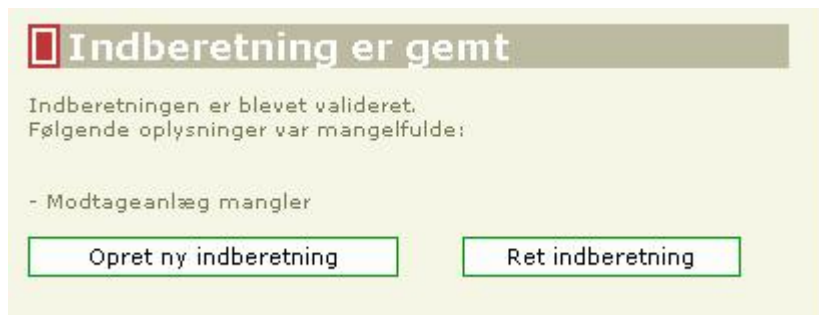 Indberetning er gemt
Indberetningen er blevet valideret.
Følgende oplysninger var mangelfulde:
- Modtageanlæg mangler
Opret ny indberetning
Ret indberetning